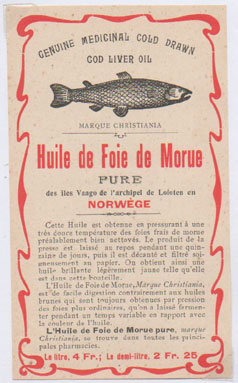 GENUINE MEDICINAL COLD DRAWN
COD LIVER OIL
MARQUE CHRISTIANIA
Huile de Foie de Morue
PURE
des îles Vaago de l'archipel de Lofoten en
NORWÈGE
Cette Huile est obtenue en pressurant à une
très douce température des foies frais de morue
préalablement bien nettoyés. Le produit de la
presse est laissé au repos pendant une quin-
zaine de jours, puis il est décanté et filtré soi-
gneusement au papier. On obtient ainsi une
huile brillante légèrement jaune telle qu'elle
est dans cette bouteille.
L'Huile de Foie de Morue, Marque Christiania,
est de facile digestion contrairement aux huiles
brunes qui sont toujours obtenues par pression
des foies plus ordinaires, qu'on a laissé fermen-
ter pendant un temps variable en rapport avec
la couleur de l'huile.
L'Huile de Foie de Morue pure, marque
Christiania, se trouve dans toutes les princi-
pales pharmacies.
Le litre, 4 Fr; Le demi-litre, 2 Fr. 25